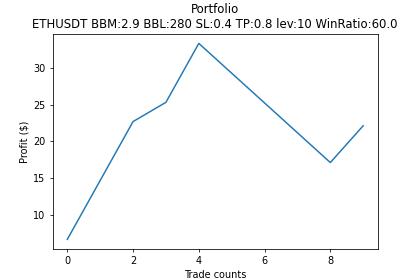 Portfolio
ETHUSDT BBM:2.9 BBL:280 SL:0.4 TP:0.8 lev:10 WinRatio:60.0
Profit ($)
30
25
20
15
10
0 2 4 6 8
Trade counts